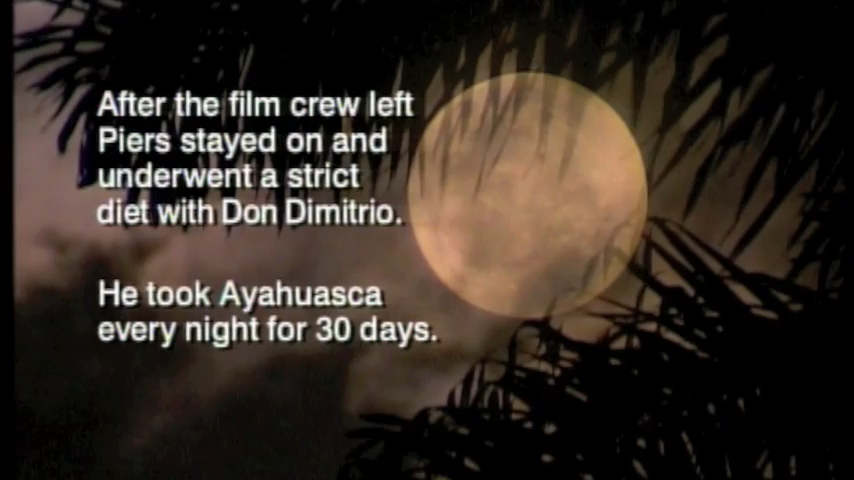 After the film crew left
Piers stayed on and
underwent a strict
diet with Don Dimitrio.
He took Ayahuasca
every night for 30 days.